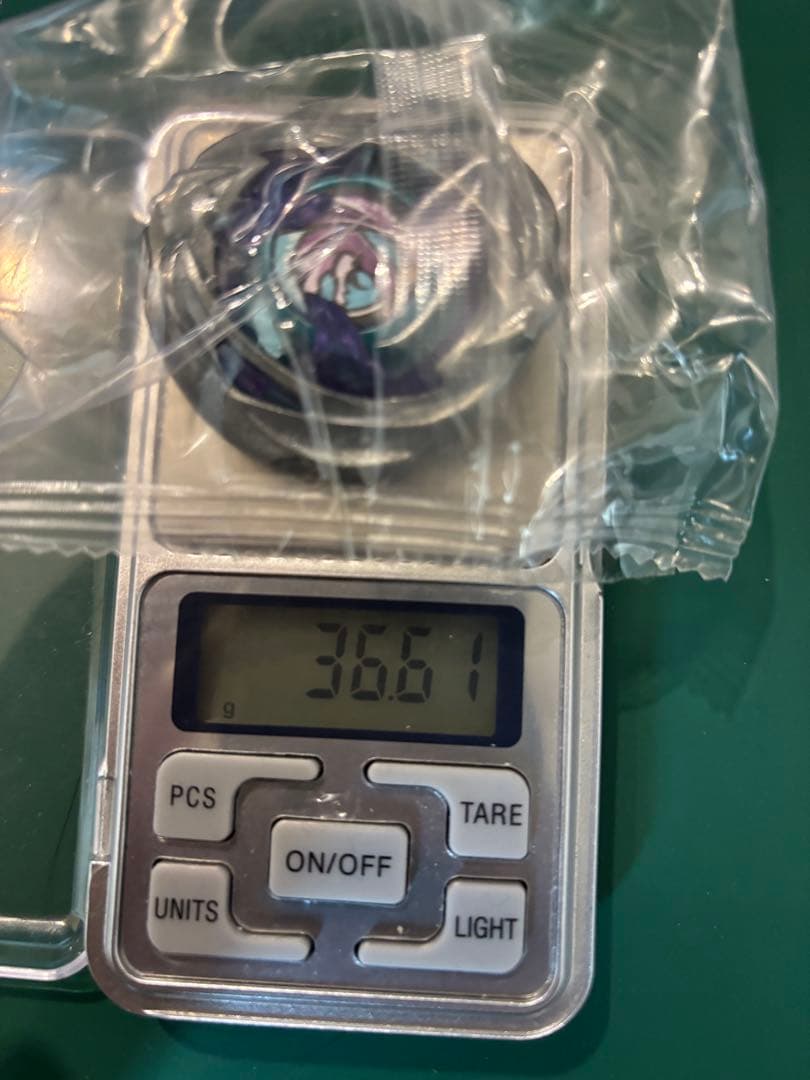 36.61
g
PCS
TARE
ON/OFF
UNITS
LIGHT